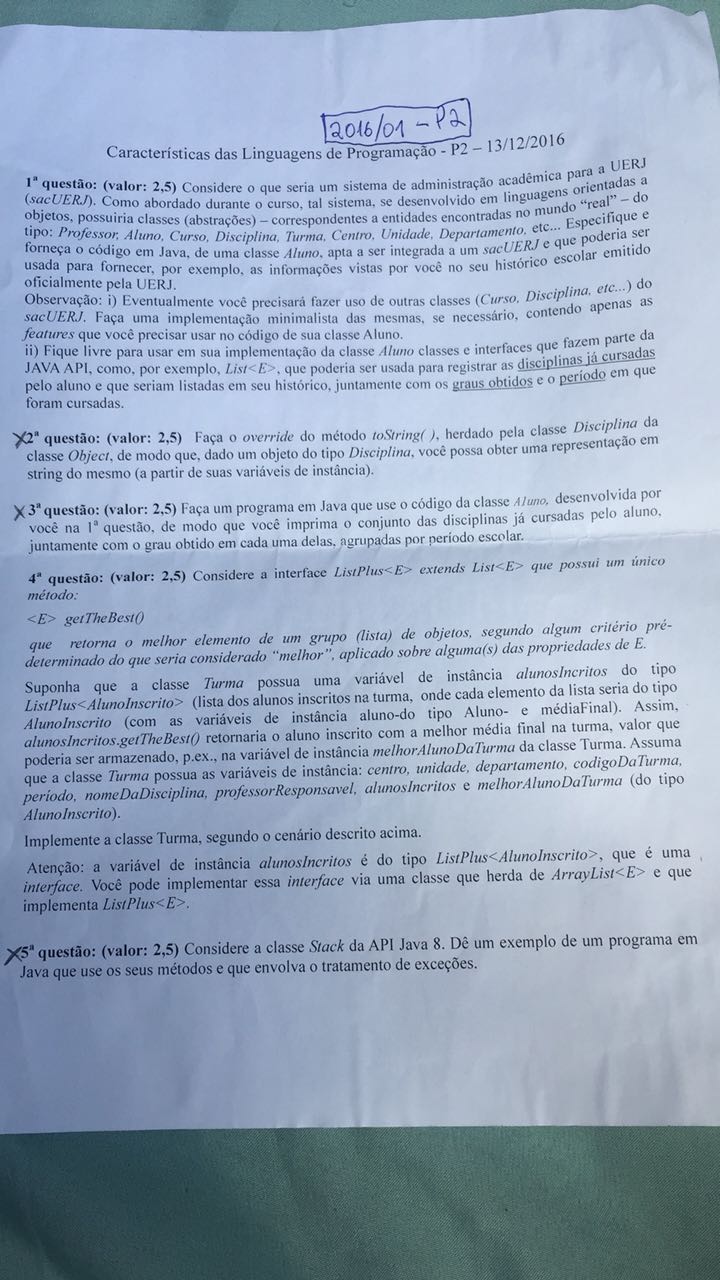 2016/01 - P2
Características das Linguagens de Programação - P2 – 13/12/2016
1ª questão: (valor: 2,5) Considere o que seria um sistema de administração acadêmica para a UERJ
(sacUERJ). Como abordado durante o curso, tal sistema, se desenvolvido em linguagens orientadas a
objetos, possuiria classes (abstrações) – correspondentes a entidades encontradas no mundo “real” – do
tipo: Professor, Aluno, Curso, Disciplina, Turma, Centro, Unidade, Departamento, etc... Especifique e
forneça o código em Java, de uma classe Aluno, apta a ser integrada a um sacUERJ e que poderia ser
usada para fornecer, por exemplo, as informações vistas por você no seu histórico escolar emitido
oficialmente pela UERJ.
Observação: i) Eventualmente você precisará fazer uso de outras classes (Curso, Disciplina, etc...) do
sacUERJ. Faça uma implementação minimalista das mesmas, se necessário, contendo apenas as
features que você precisar usar no código de sua classe Aluno.
ii) Fique livre para usar em sua implementação da classe Aluno classes e interfaces que fazem parte da
JAVA API, como, por exemplo, List<E>, que poderia ser usada para registrar as disciplinas já cursadas
pelo aluno e que seriam listadas em seu histórico, juntamente com os graus obtidos e o período em que
foram cursadas.
X2ª questão: (valor: 2,5) Faça o override do método toString( ), herdado pela classe Disciplina da
classe Object, de modo que, dado um objeto do tipo Disciplina, você possa obter uma representação em
string do mesmo (a partir de suas variáveis de instância).
X 3ª questão: (valor: 2,5) Faça um programa em Java que use o código da classe Aluno, desenvolvida por
você na 1ª questão, de modo que você imprima o conjunto das disciplinas já cursadas pelo aluno,
juntamente com o grau obtido em cada uma delas, agrupadas por período escolar.
4ª questão: (valor: 2,5) Considere a interface ListPlus<E> extends List<E> que possui um único
método:
<E> getTheBest()
que retorna o melhor elemento de um grupo (lista) de objetos, segundo algum critério pré-
determinado do que seria considerado “melhor”, aplicado sobre alguma(s) das propriedades de E.
Suponha que a classe Turma possua uma variável de instância alunosIncritos do tipo
ListPlus<AlunoInscrito> (lista dos alunos inscritos na turma, onde cada elemento da lista seria do tipo
AlunoInscrito (com as variáveis de instância aluno-do tipo Aluno- e médiaFinal). Assim,
alunosIncritos.getTheBest() retornaria o aluno inscrito com a melhor média final na turma, valor que
poderia ser armazenado, p.ex., na variável de instância melhorAlunoDaTurma da classe Turma. Assuma
que a classe Turma possua as variáveis de instância: centro, unidade, departamento, codigoDaTurma,
período, nomeDaDisciplina, professorResponsavel, alunosIncritos e melhorAlunoDaTurma (do tipo
AlunoInscrito).
Implemente a classe Turma, segundo o cenário descrito acima.
Atenção: a variável de instância alunosIncritos é do tipo ListPlus<AlunoInscrito>, que é uma
interface. Você pode implementar essa interface via uma classe que herda de ArrayList<E> e que
implementa ListPlus<E>.
X5ª questão: (valor: 2,5) Considere a classe Stack da API Java 8. Dê um exemplo de um programa em
Java que use os seus métodos e que envolva o tratamento de exceções.